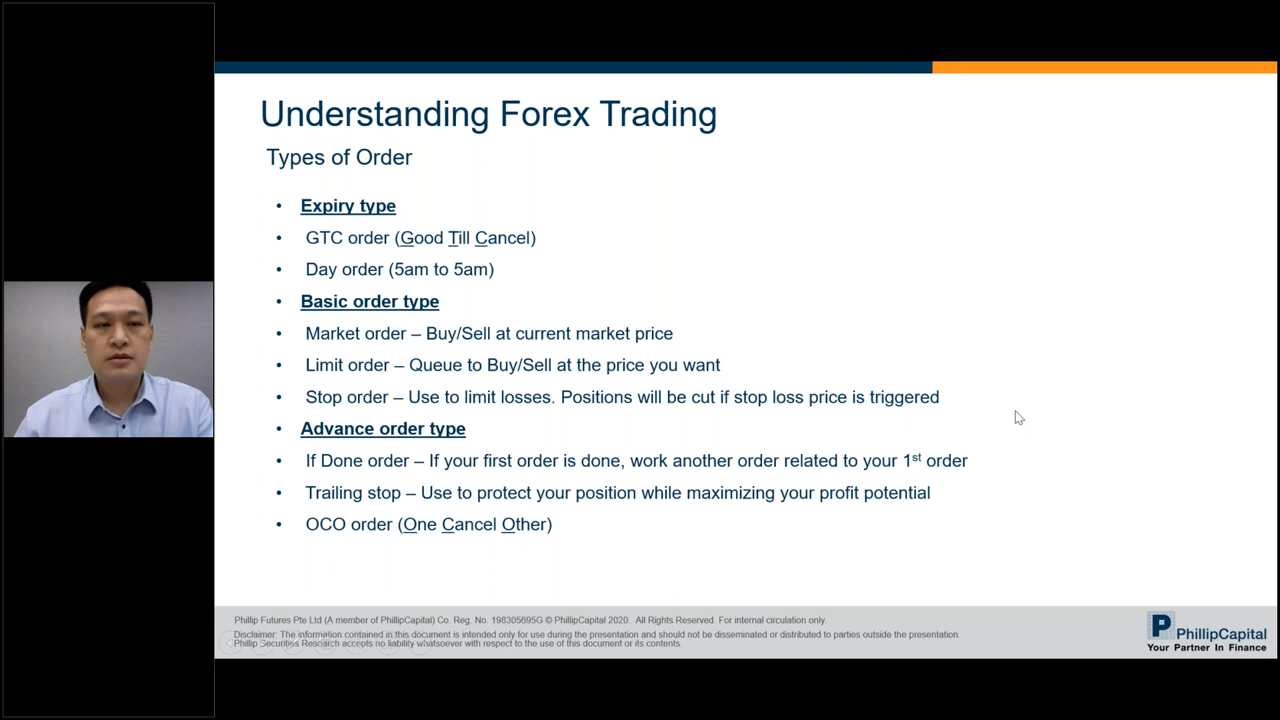 Understanding Forex Trading
Types of Order
• Expiry type
• GTC order (Good Till Cancel)
• Day order (5am to 5am)
• Basic order type
• Market order – Buy/Sell at current market price
• Limit order – Queue to Buy/Sell at the price you want
• Stop order – Use to limit losses. Positions will be cut if stop loss price is triggered
• Advance order type
• If Done order – If your first order is done, work another order related to your 1st order
• Trailing stop – Use to protect your position while maximizing your profit potential
• OCO order (One Cancel Other)
Phillip Futures Pte Ltd (A member of PhillipCapital) Co. Reg. No. 198305695G © PhillipCapital 2020. All Rights Reserved. For internal circulation only.
Disclaimer: The information contained in this document is intended only for use during the presentation and should not be disseminated or distributed to parties outside the presentation.
Phillip Securities Research accepts no liability whatsoever with respect to the use of this document or its contents.
P PhillipCapital
Your Partner In Finance